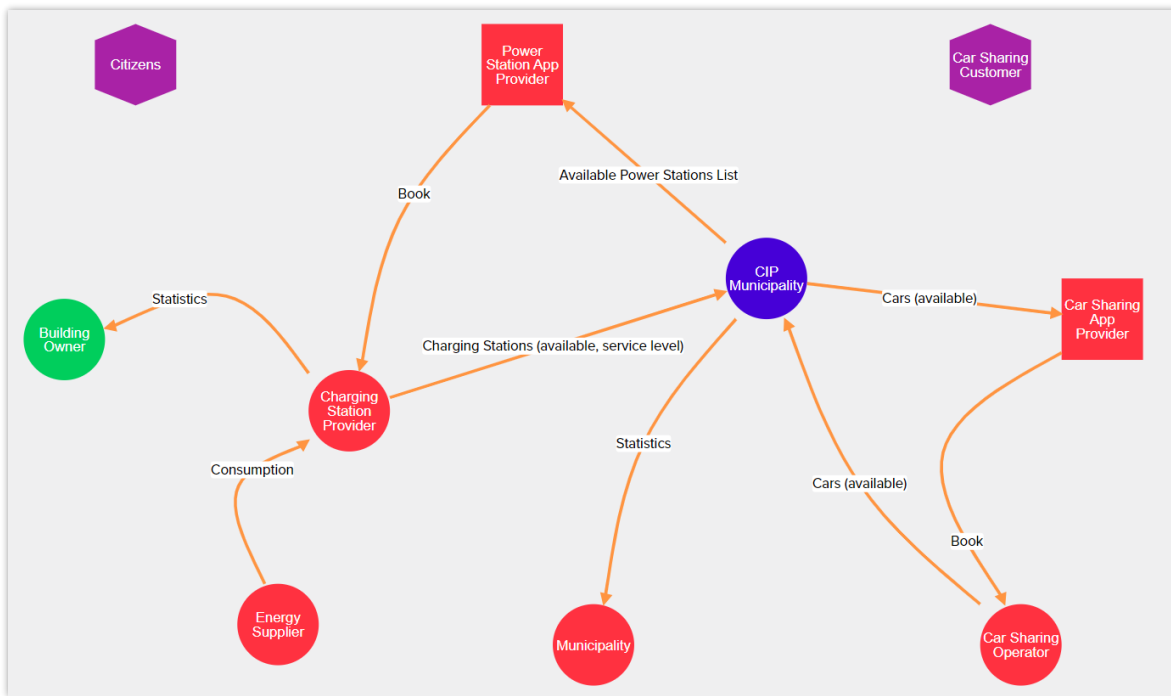 Citizens
Power
Station App
Provider
Car Sharing
Customer
Available Power Stations List
Book
CIP
Municipality
Statistics
Cars (available)
Building
Owner
Car Sharing
App
Provider
Charging Stations (available, service level)
Charging
Station
Provider
Statistics
Consumption
Cars (available)
Book
Energy
Supplier
Municipality
Car Sharing
Operator